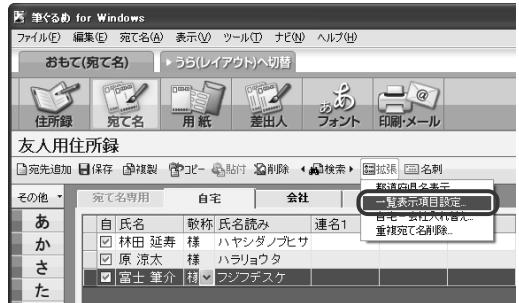 筆ぐるめ for Windows
ファイル(F) 編集(E) 宛て名(A) 表示(V) ツール(T) ナビ(N) ヘルプ(H)
おもて(宛て名) うら(レイアウト)へ切替
住所録 宛て名 用紙 差出人 フォント 印刷・メール
友人用住所録
宛先追加 保存 複製 コピー 貼付 削除 検索 拡張 名刺
その他 宛て名専用 自宅 会社
都道府県名表示
一覧表示項目設定...
自宅-会社入れ替え...
重複宛て名削除...
あ 自 氏名 敬称 氏名読み 連名1
か 林田 延寿 様 ハヤシダノブヒサ
さ 原 涼太 様 ハラリョウタ
た 富士 筆介 様 フジフデスケ